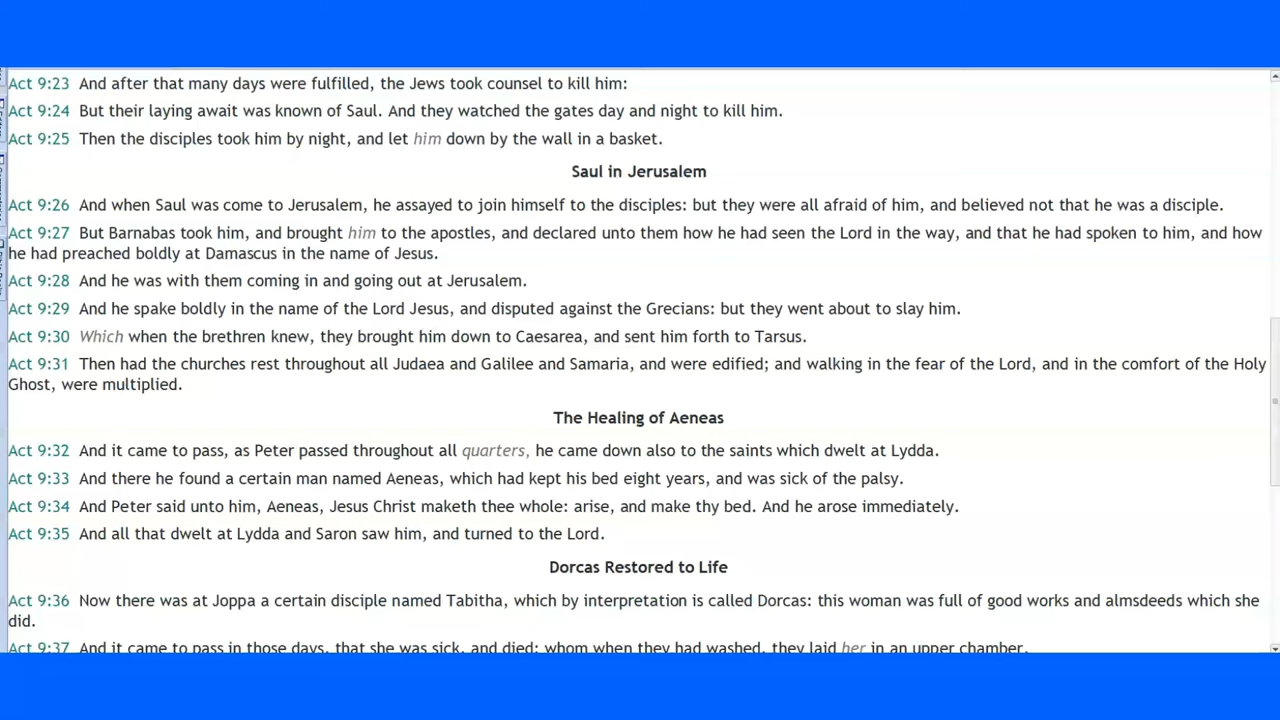 Act 9:23 And after that many days were fulfilled, the Jews took counsel to kill him:
Act 9:24 But their laying await was known of Saul. And they watched the gates day and night to kill him.
Act 9:25 Then the disciples took him by night, and let him down by the wall in a basket.
Saul in Jerusalem
Act 9:26 And when Saul was come to Jerusalem, he assayed to join himself to the disciples: but they were all afraid of him, and believed not that he was a disciple.
Act 9:27 But Barnabas took him, and brought him to the apostles, and declared unto them how he had seen the Lord in the way, and that he had spoken to him, and how
he had preached boldly at Damascus in the name of Jesus.
Act 9:28 And he was with them coming in and going out at Jerusalem.
Act 9:29 And he spake boldly in the name of the Lord Jesus, and disputed against the Grecians: but they went about to slay him.
Act 9:30 Which when the brethren knew, they brought him down to Caesarea, and sent him forth to Tarsus.
Act 9:31 Then had the churches rest throughout all Judaea and Galilee and Samaria, and were edified; and walking in the fear of the Lord, and in the comfort of the Holy
Ghost, were multiplied.
The Healing of Aeneas
Act 9:32 And it came to pass, as Peter passed throughout all quarters, he came down also to the saints which dwelt at Lydda.
Act 9:33 And there he found a certain man named Aeneas, which had kept his bed eight years, and was sick of the palsy.
Act 9:34 And Peter said unto him, Aeneas, Jesus Christ maketh thee whole: arise, and make thy bed. And he arose immediately.
Act 9:35 And all that dwelt at Lydda and Saron saw him, and turned to the Lord.
Dorcas Restored to Life
Act 9:36 Now there was at Joppa a certain disciple named Tabitha, which by interpretation is called Dorcas: this woman was full of good works and almsdeeds which she
did.
Act 9:37 And it came to pass in those days, that she was sick, and died: whom when they had washed, they laid her in an upper chamber.